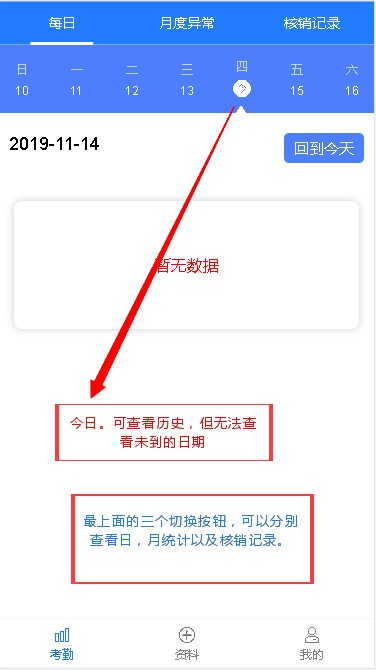 每日 月度异常 核销记录
日 一 二 三 四 五 六
10 11 12 13 今 15 16
2019-11-14 回到今天
暂无数据
今日。可查看历史，但无法查
看未到的日期
最上面的三个切换按钮，可以分别
查看日，月统计以及核销记录。
考勤 资料 我的